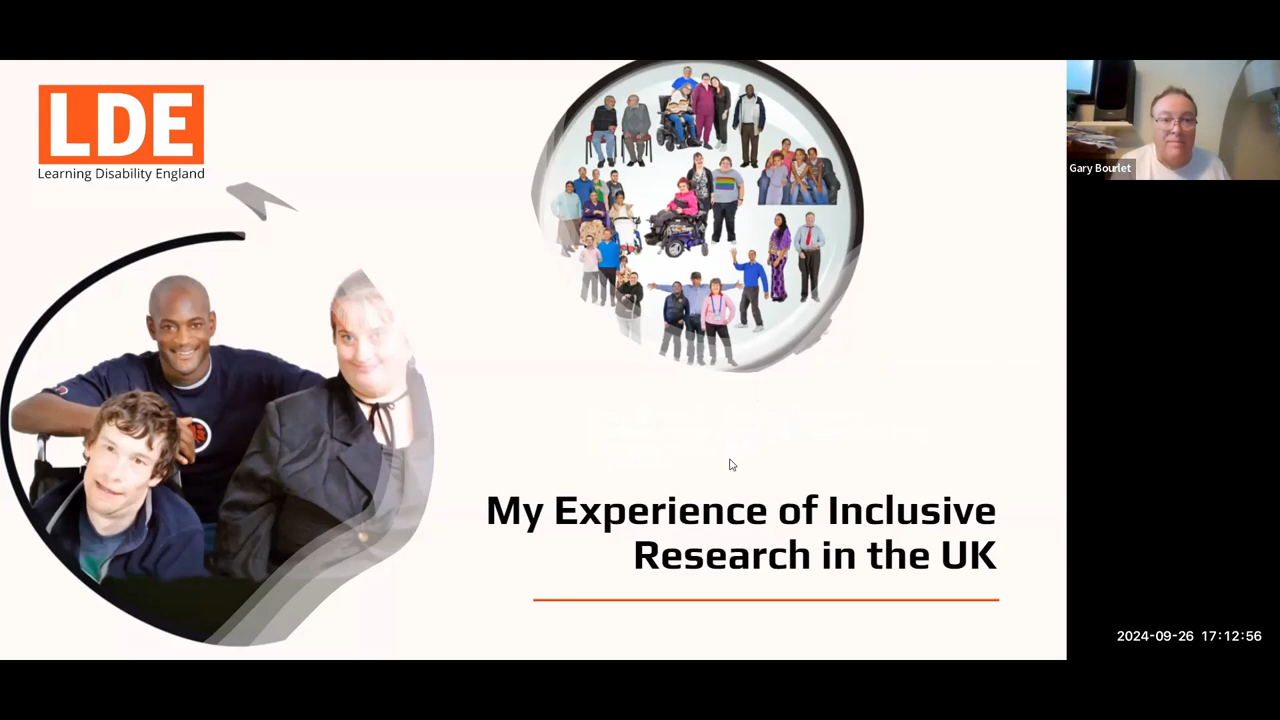 LDE
Learning Disability England
My Experience of Inclusive
Research in the UK
Gary Bourlet
2024-09-26 17:12:56